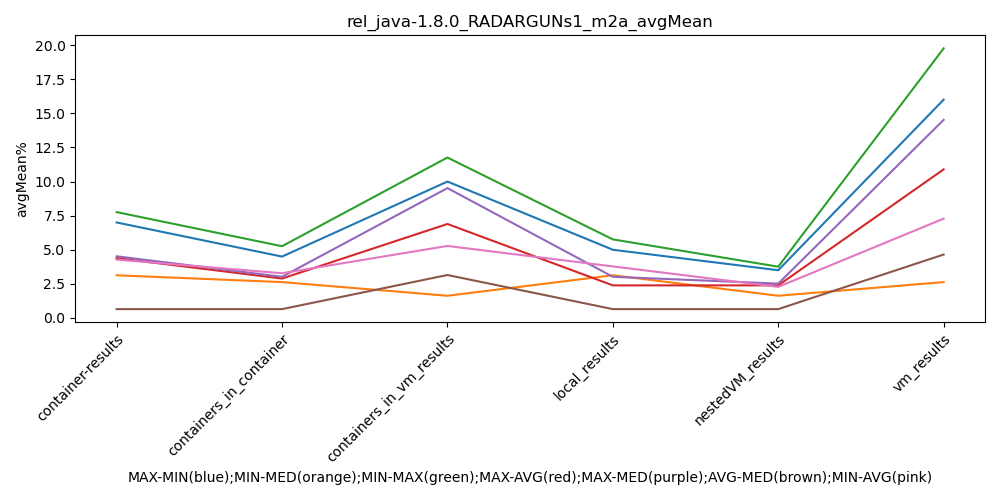 rel_java-1.8.0_RADARGUNs1_m2a_avgMean
avgMean%
20.0
17.5
15.0
12.5
10.0
7.5
5.0
2.5
0.0
container-results
containers_in_container
containers_in_vm_results
local_results
nestedVM_results
vm_results
MAX-MIN(blue);MIN-MED(orange);MIN-MAX(green);MAX-AVG(red);MAX-MED(purple);AVG-MED(brown);MIN-AVG(pink)